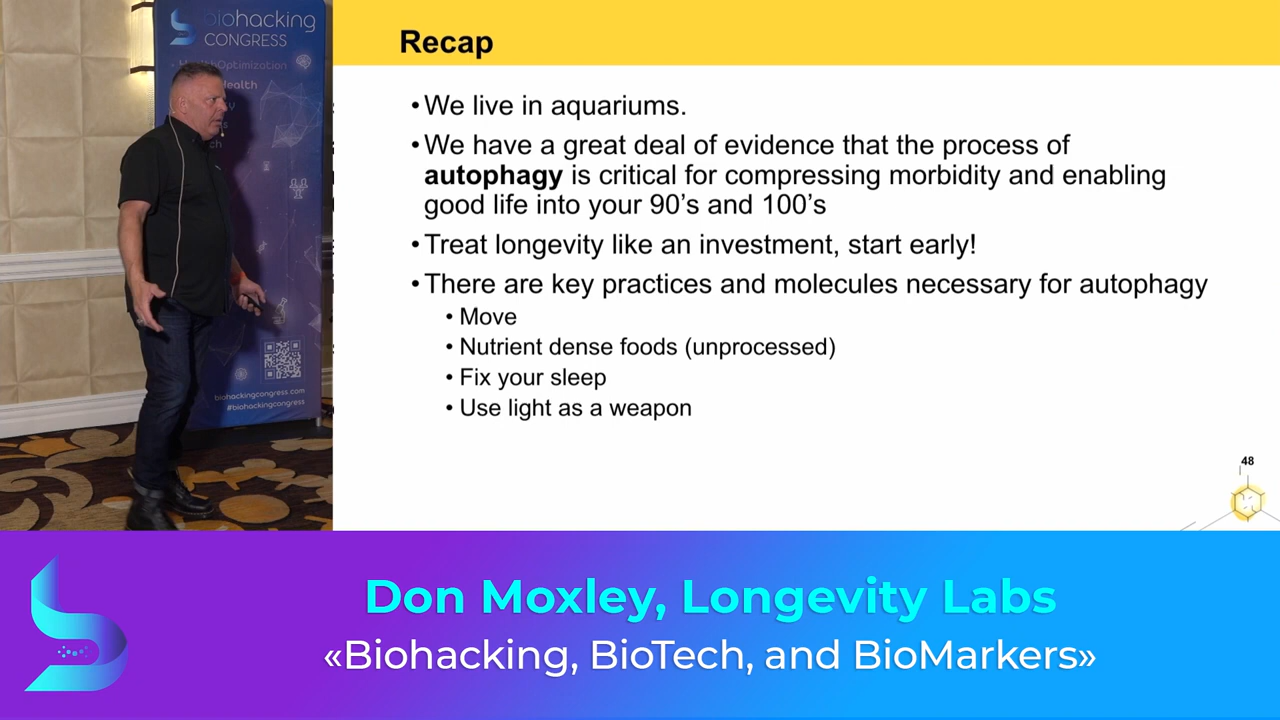 biohacking
CONGRESS
HealthOptimization
Health
biohackingcongress.com
#biohackingcongress
Recap
• We live in aquariums.
• We have a great deal of evidence that the process of
autophagy is critical for compressing morbidity and enabling
good life into your 90’s and 100’s
• Treat longevity like an investment, start early!
• There are key practices and molecules necessary for autophagy
• Move
• Nutrient dense foods (unprocessed)
• Fix your sleep
• Use light as a weapon
48
Don Moxley, Longevity Labs
«Biohacking, BioTech, and BioMarkers»